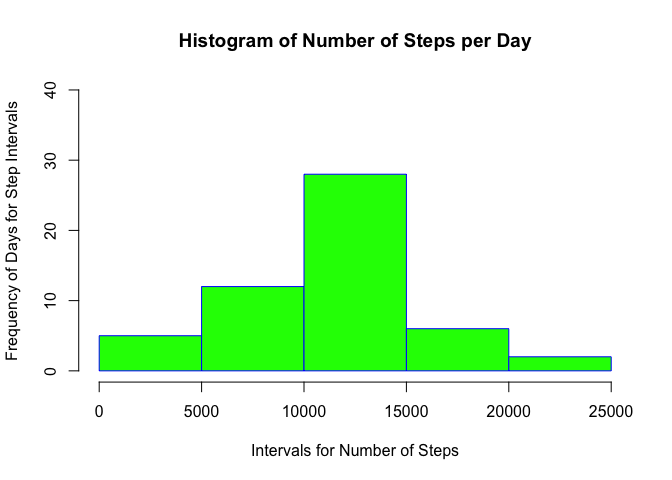 Histogram of Number of Steps per Day
Frequency of Days for Step Intervals
40
30
20
10
0
0 5000 10000 15000 20000 25000
Intervals for Number of Steps